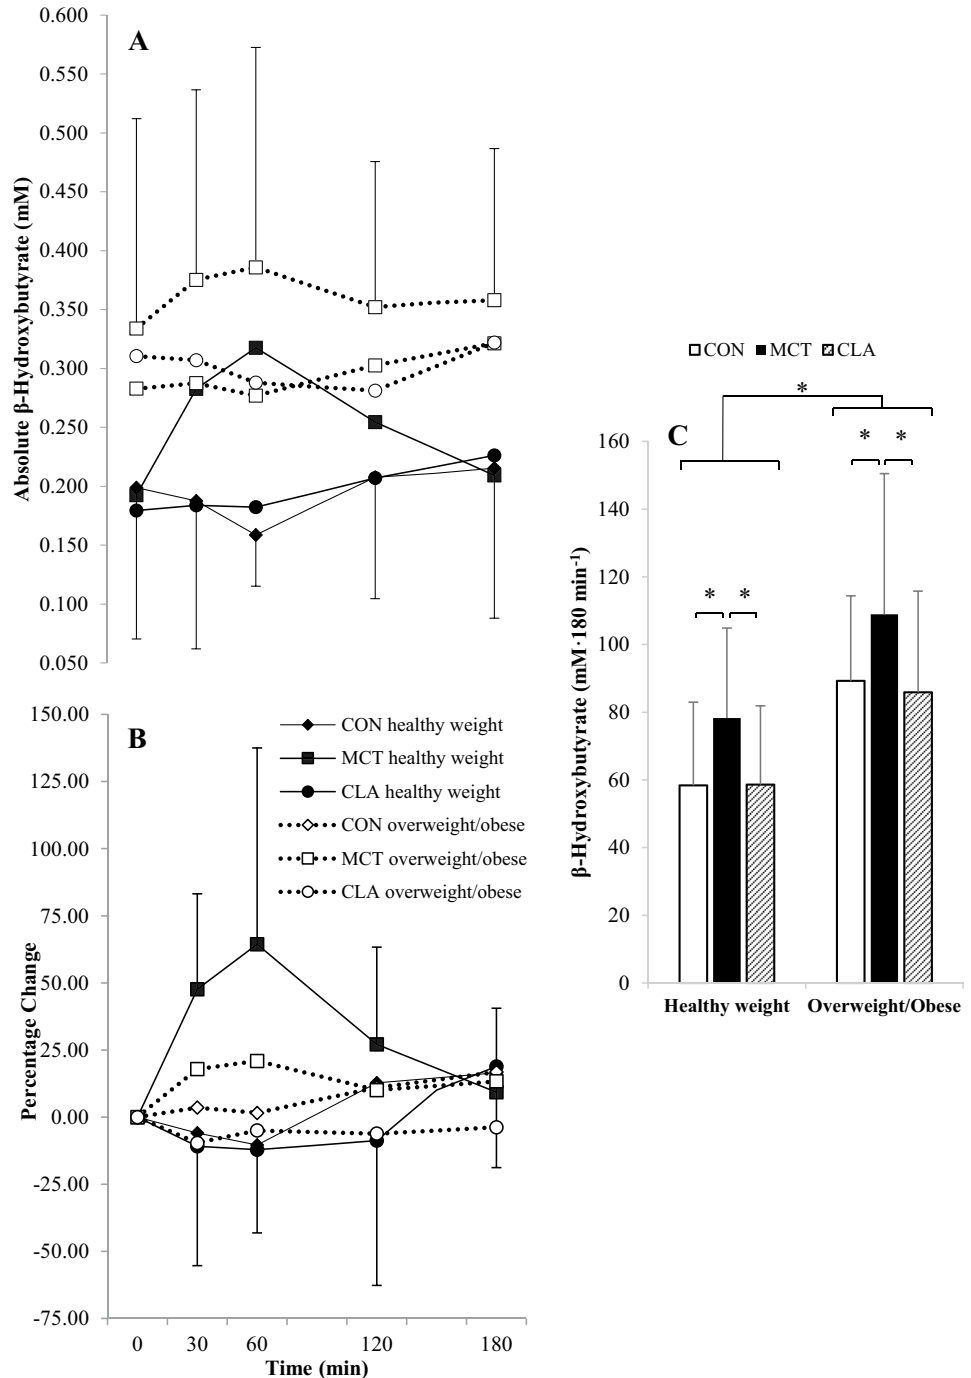 A
0.600
0.550
0.500
0.450
0.400
0.350
0.300
0.250
0.200
0.150
0.100
0.050
Absolute β-Hydroxybutyrate (mM)
B
150.00
125.00
100.00
75.00
50.00
25.00
0.00
-25.00
-50.00
-75.00
Percentage Change
CON healthy weight
MCT healthy weight
CLA healthy weight
CON overweight/obese
MCT overweight/obese
CLA overweight/obese
0 30 60 120 180
Time (min)
CON MCT CLA
*
C
* *
* *
160
140
120
100
80
60
40
20
0
β-Hydroxybutyrate (mM·180 min⁻¹)
Healthy weight Overweight/Obese